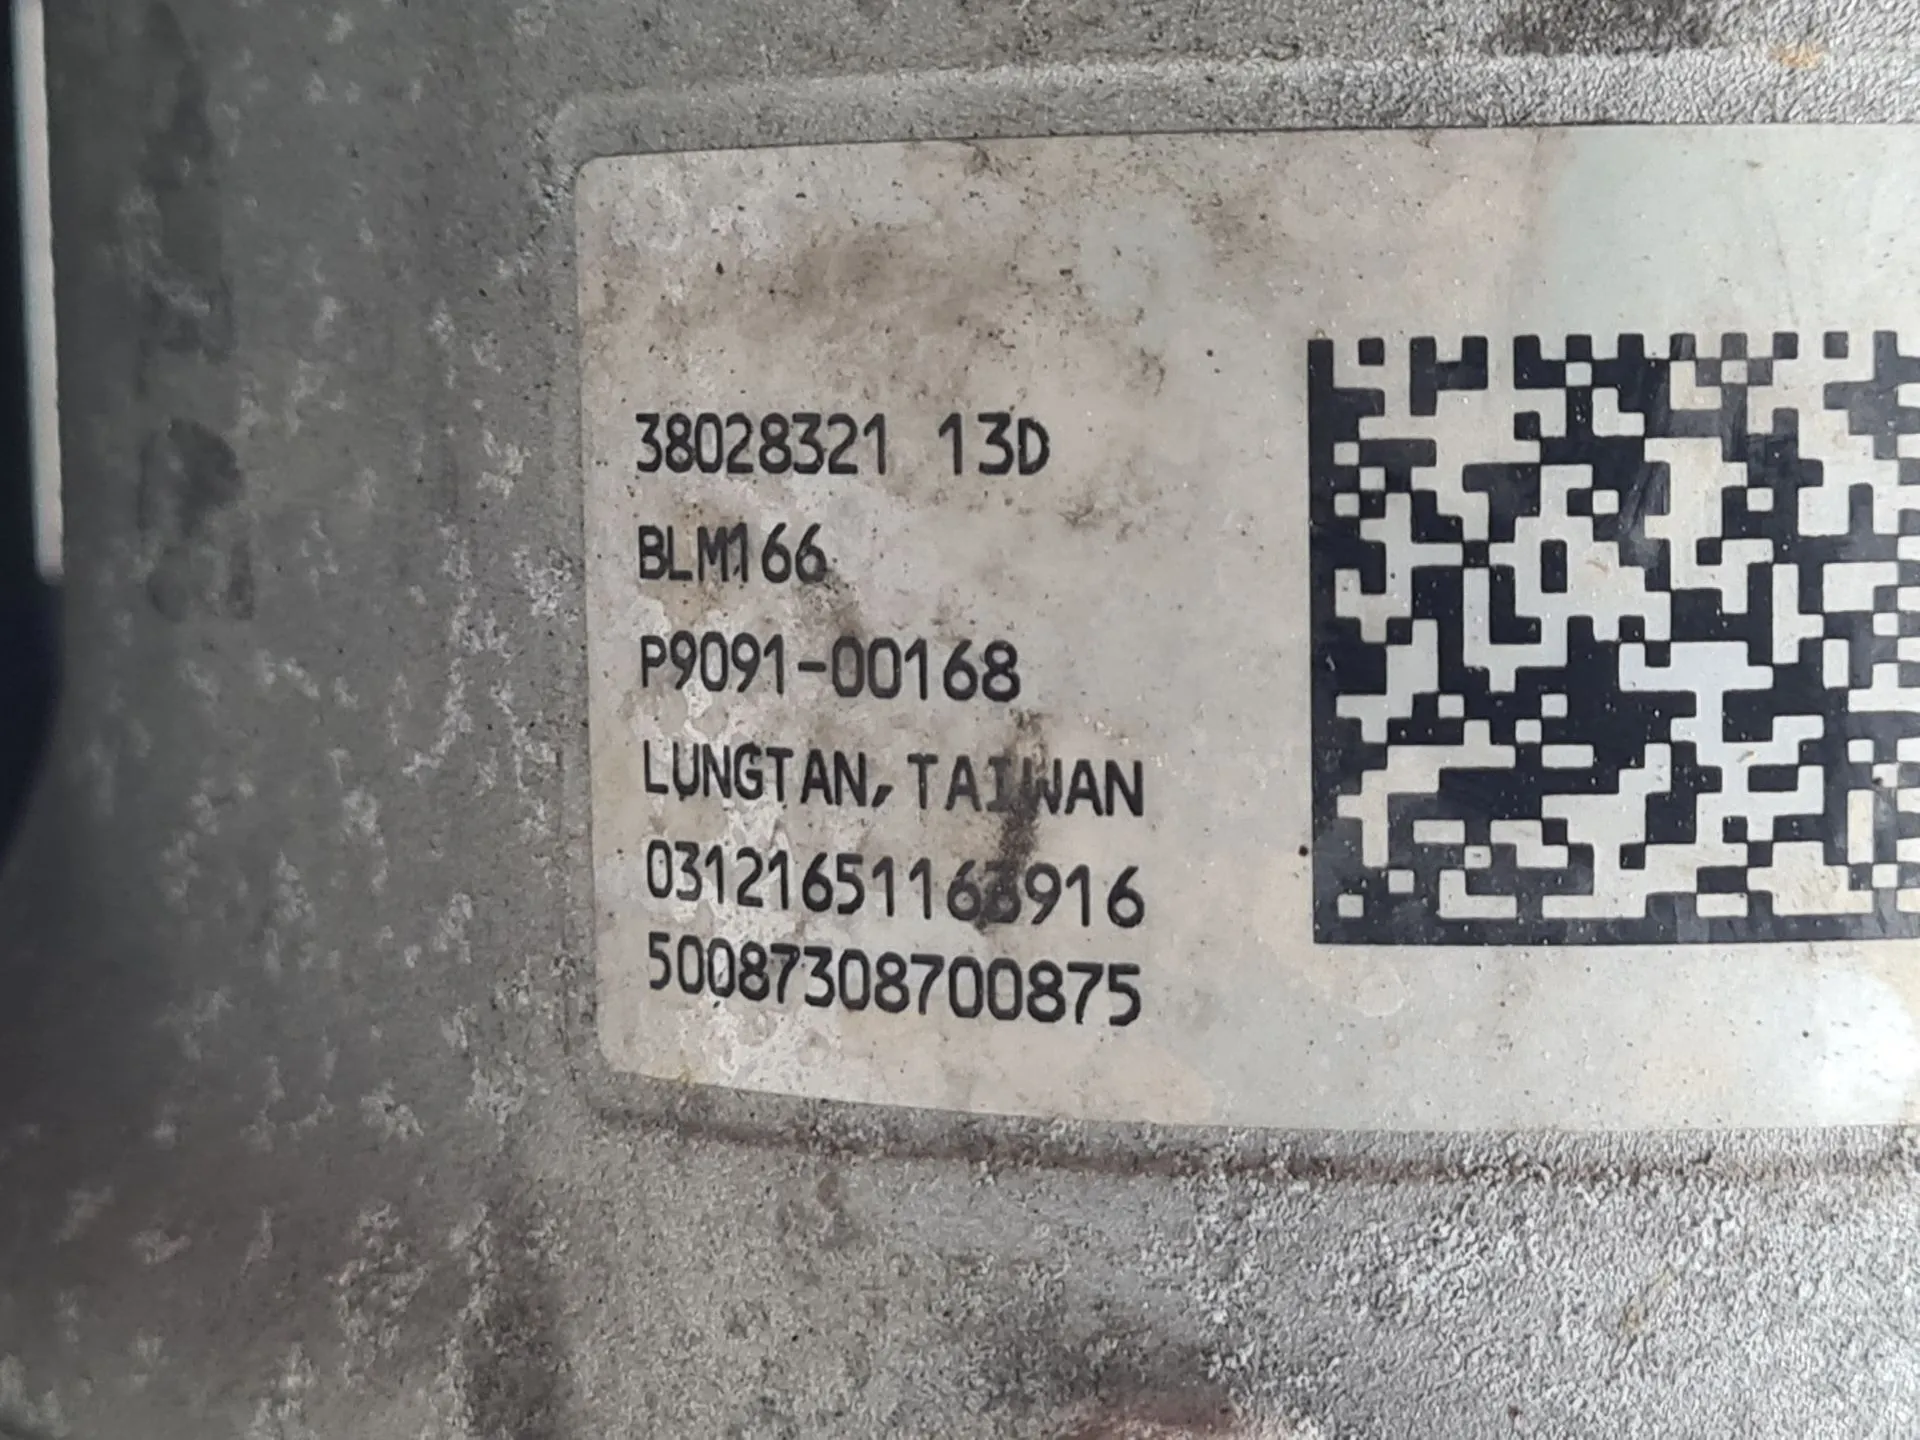 38028321 13D
BLM166
P9091-00168
LUNGTAN, TAIWAN
03121651163916
50087308700875